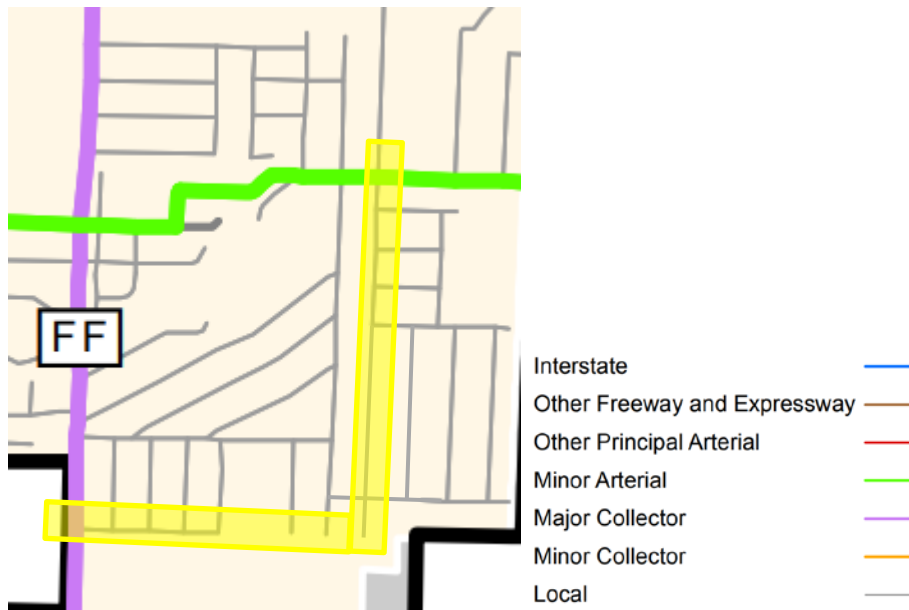 FF
Interstate
Other Freeway and Expressway
Other Principal Arterial
Minor Arterial
Major Collector
Minor Collector
Local